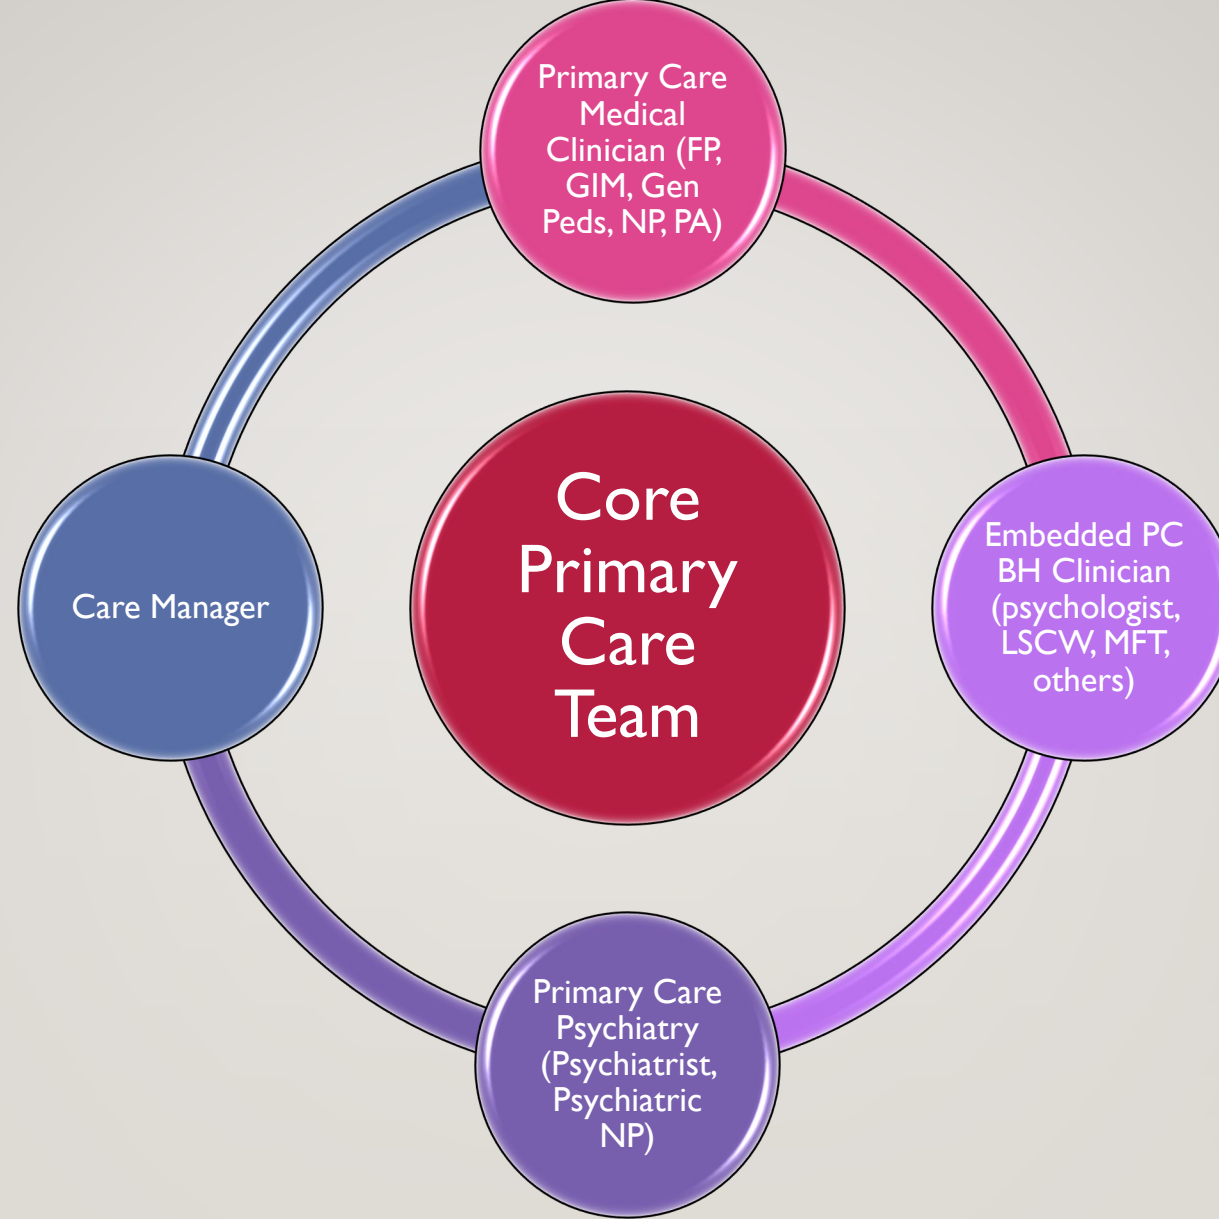 Primary Care
Medical
Clinician (FP,
GIM, Gen
Peds, NP, PA)
Core
Primary
Care
Team
Embedded PC
BH Clinician
(psychologist,
LSCW, MFT,
others)
Care Manager
Primary Care
Psychiatry
(Psychiatrist,
Psychiatric
NP)